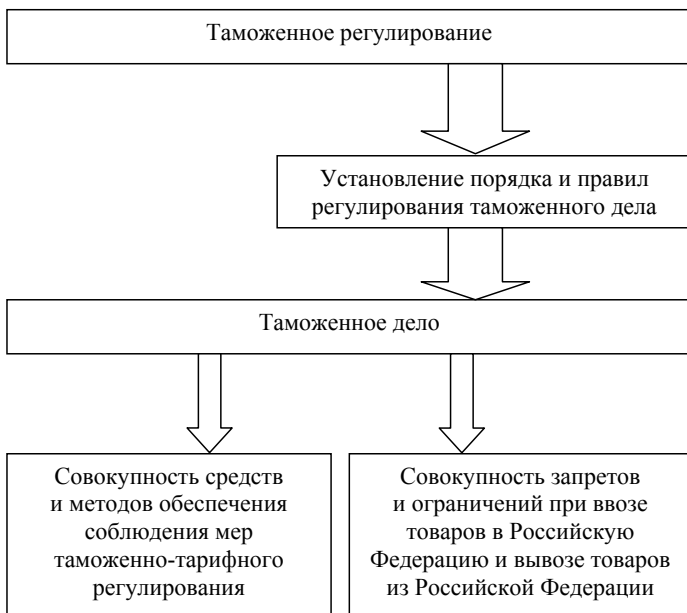 Таможенное регулирование
Установление порядка и правил
регулирования таможенного дела
Таможенное дело
Совокупность средств
и методов обеспечения
соблюдения мер
таможенно-тарифного
регулирования
Совокупность запретов
и ограничений при ввозе
товаров в Российскую
Федерацию и вывозе товаров
из Российской Федерации